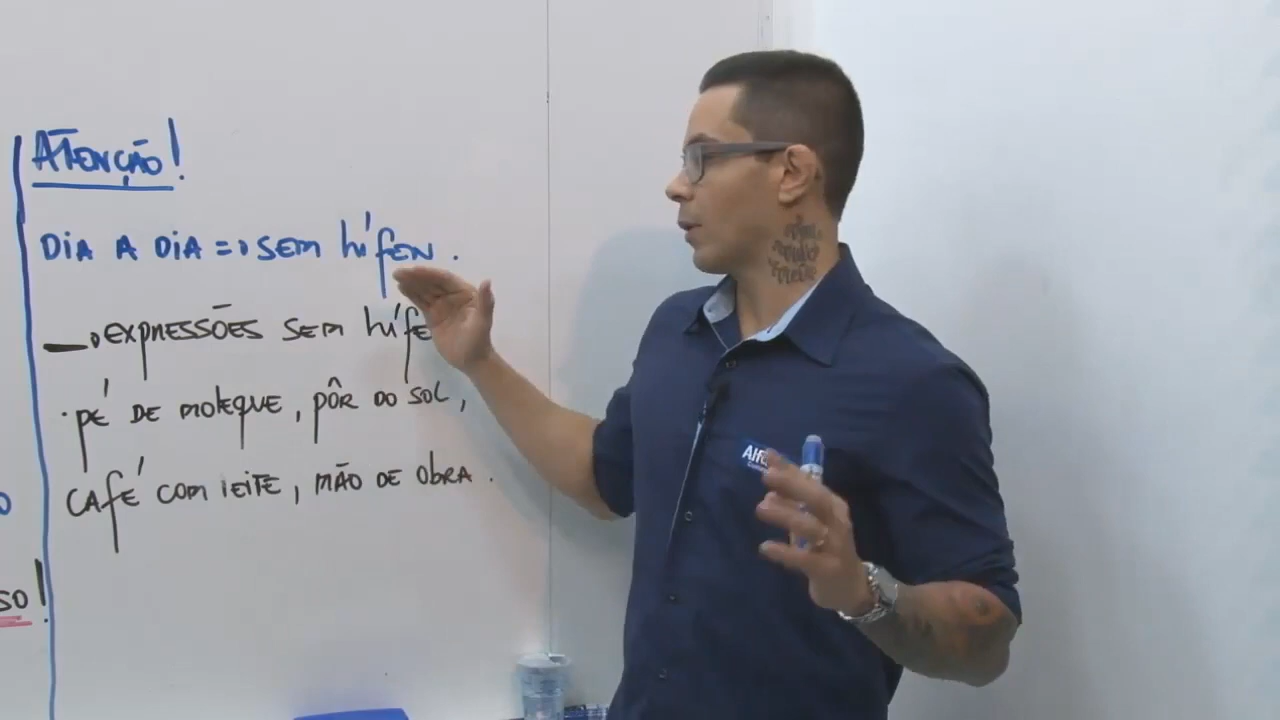 Atenção!
Dia a dia => sem hífen.
expressões sem hífe
pé de moleque, pôr do sol,
café com leite, mão de obra.
so!
Alf